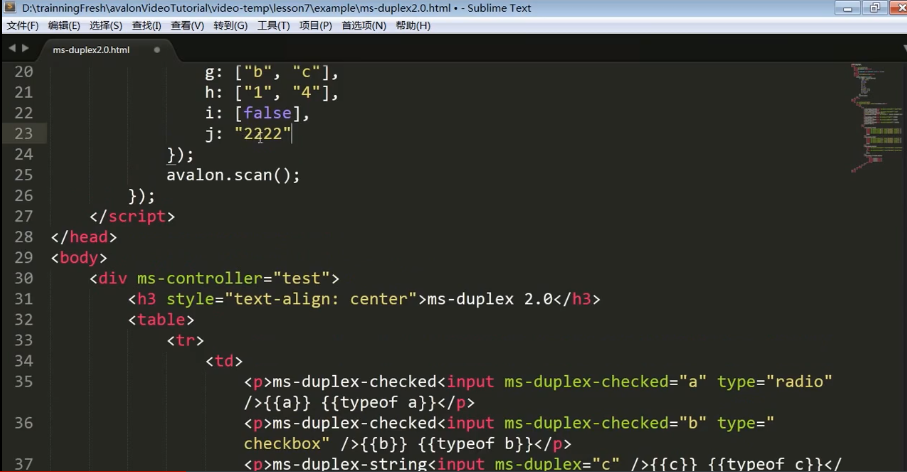 D:\trainningFresh\avalonVideoTutorial\video-temp\lesson7\example\ms-duplex2.0.html • - Sublime Text
文件(F) 编辑(E) 选择(S) 查找(I) 查看(V) 转到(G) 工具(T) 项目(P) 首选项(N) 帮助(H)
ms-duplex2.0.html
20 g: ["b", "c"],
21 h: ["1", "4"],
22 i: [false],
23 j: "2222"
24 });
25 avalon.scan();
26 });
27 </script>
28 </head>
29 <body>
30 <div ms-controller="test">
31 <h3 style="text-align: center">ms-duplex 2.0</h3>
32 <table>
33 <tr>
34 <td>
35 <p>ms-duplex-checked<input ms-duplex-checked="a" type="radio"
/>{{a}} {{typeof a}}</p>
36 <p>ms-duplex-checked<input ms-duplex-checked="b" type="
checkbox" />{{b}} {{typeof b}}</p>
37 <p>ms-duplex-string<input ms-duplex="c" />{{c}} {{typeof c}}</